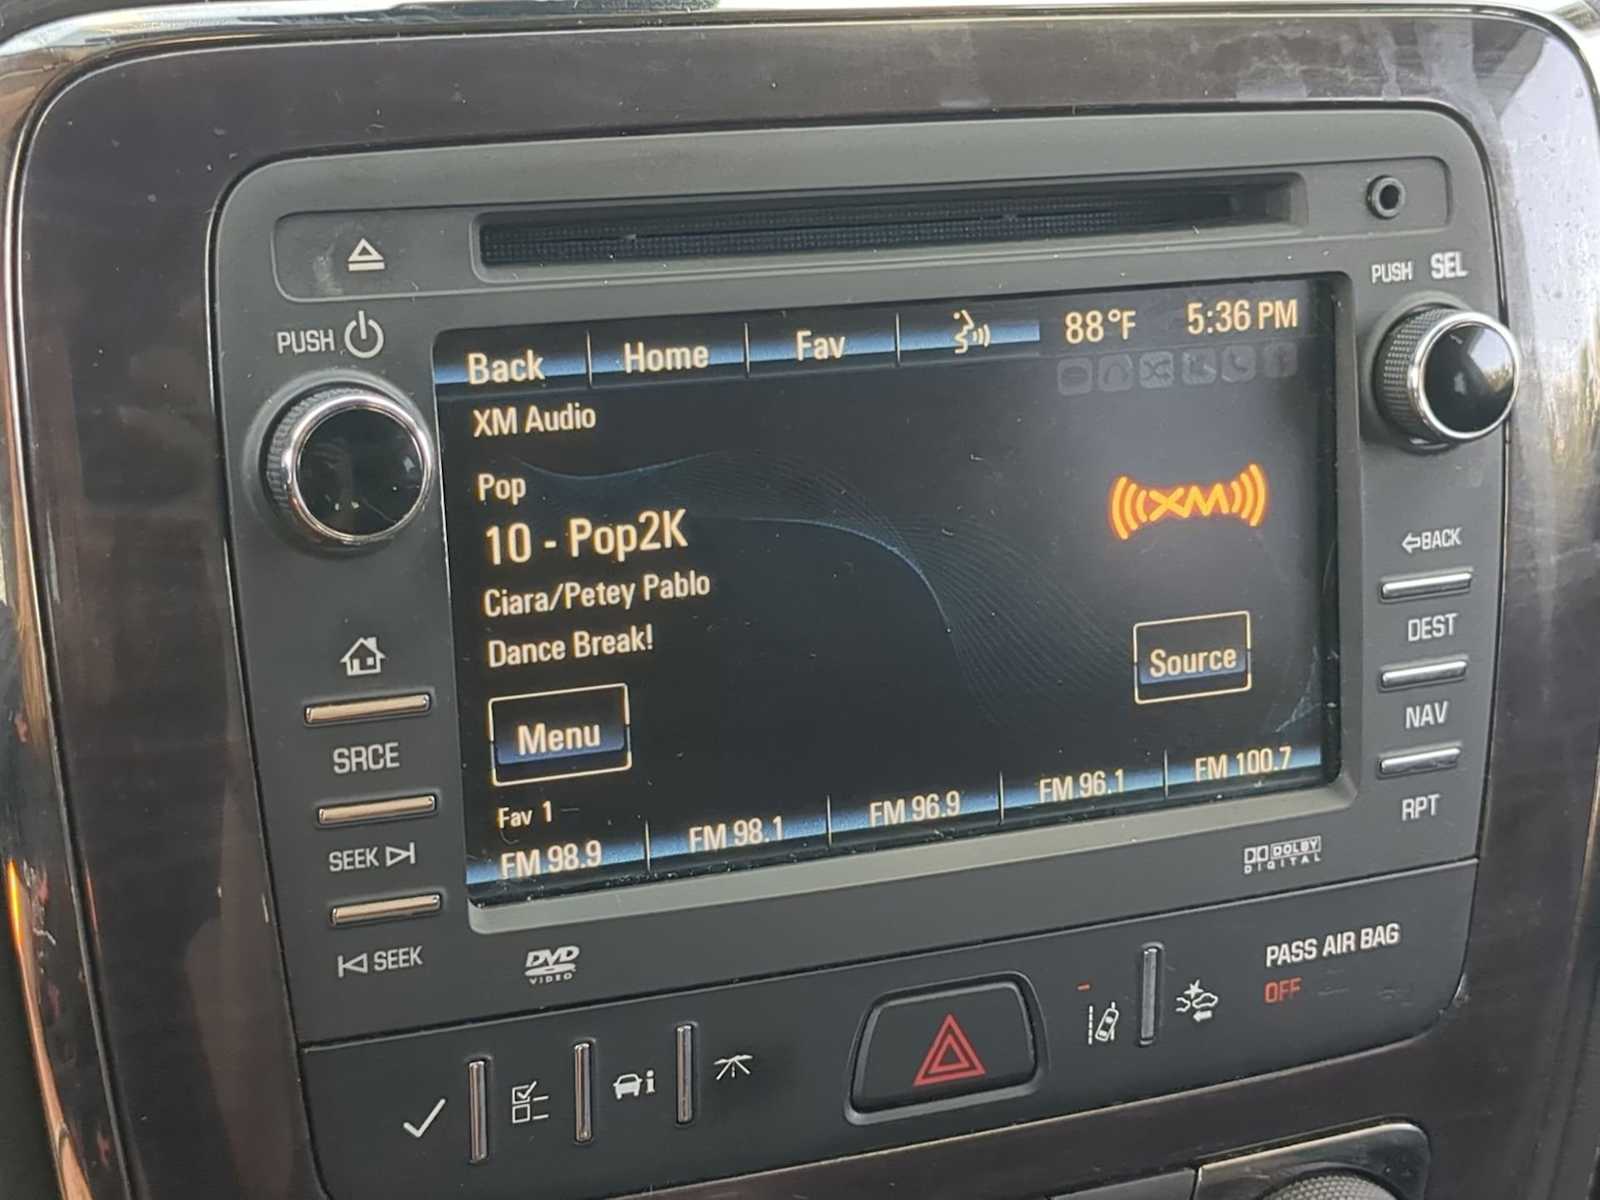 PUSH
PUSH SEL
Back Home Fav 88°F 5:36 PM
XM Audio
Pop
XM
10 - Pop2K
Ciara/Petey Pablo
Dance Break!
Source
Menu
Fav 1
FM 98.9 FM 98.1 FM 96.9 FM 96.1 FM 100.7
SRCE
SEEK
SEEK
BACK
DEST
NAV
RPT
DVD
VIDEO
DOLBY
DIGITAL
PASS AIR BAG
OFF
i